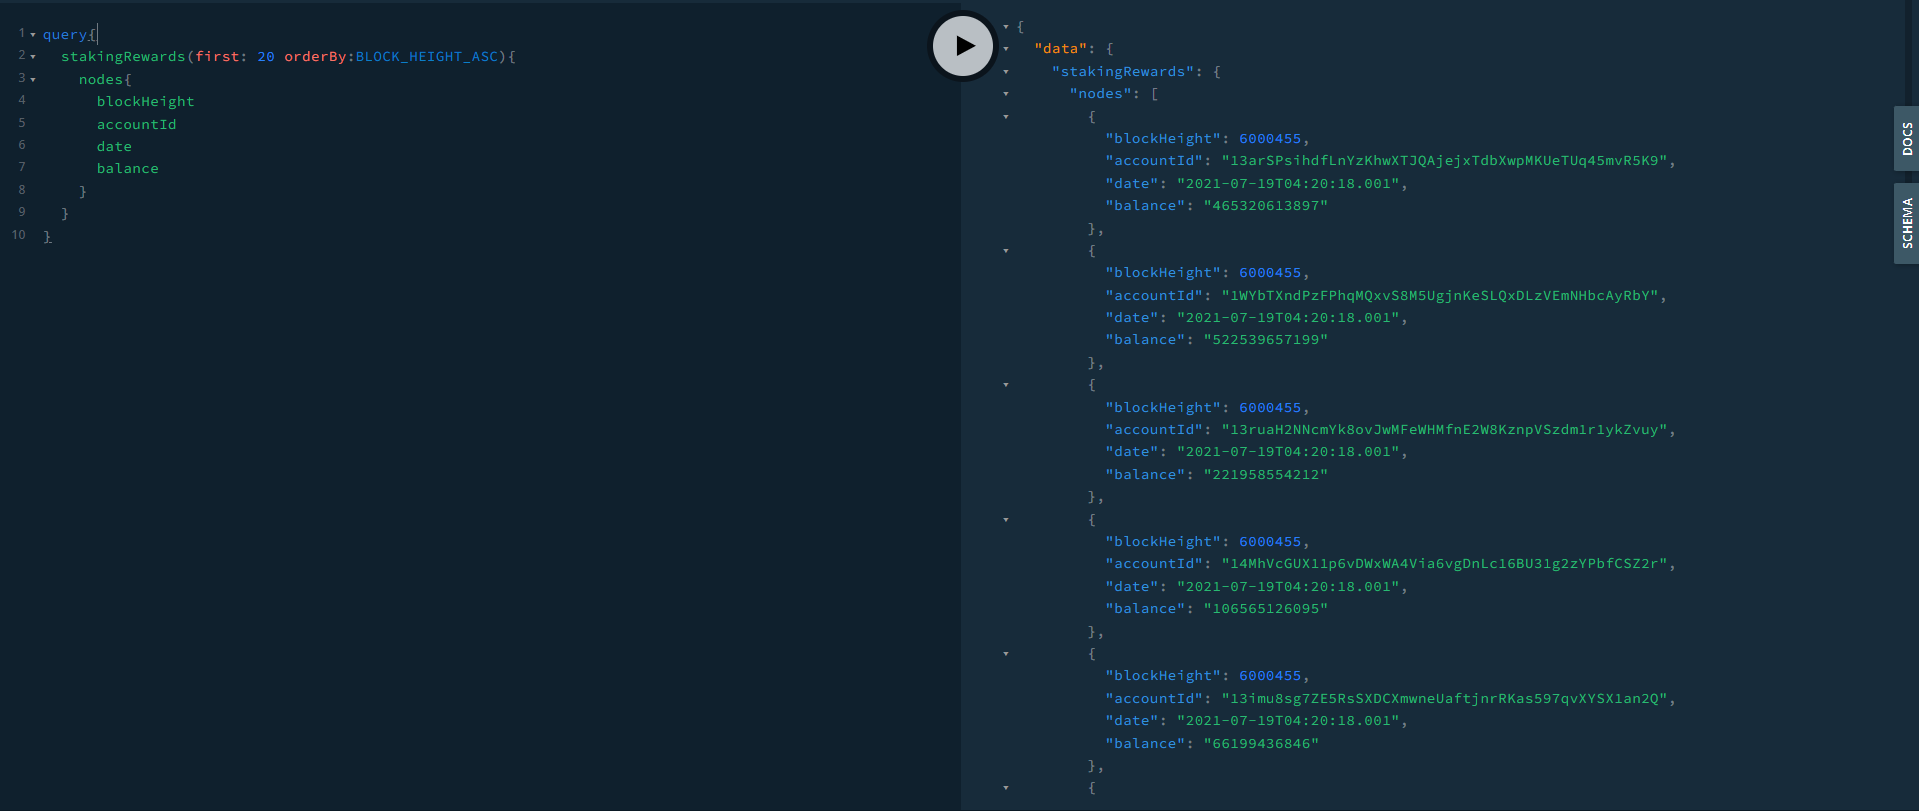 1 query{
2 stakingRewards(first: 20 orderBy:BLOCK_HEIGHT_ASC){
3 nodes{
4 blockHeight
5 accountId
6 date
7 balance
8 }
9 }
10 }
{
"data": {
"stakingRewards": {
"nodes": [
{
"blockHeight": 6000455,
"accountId": "13arSPsihdfLnYzKhwXTJQAjejxTdbXwpMKUeTUq45mvR5K9",
"date": "2021-07-19T04:20:18.001",
"balance": "465320613897"
},
{
"blockHeight": 6000455,
"accountId": "1WYbTXndPzFPhqMQxvS8M5UgjnKeSLQxDLzVEmNHbcAyRbY",
"date": "2021-07-19T04:20:18.001",
"balance": "522539657199"
},
{
"blockHeight": 6000455,
"accountId": "13ruaH2NNcmYk8ovJwMFeWHMfnE2W8KznpVSzdm1r1ykZvuy",
"date": "2021-07-19T04:20:18.001",
"balance": "221958554212"
},
{
"blockHeight": 6000455,
"accountId": "14MhVcGUX11p6vDWxWA4Via6vgDnLc16BU31g2zYPbfCSZ2r",
"date": "2021-07-19T04:20:18.001",
"balance": "106565126095"
},
{
"blockHeight": 6000455,
"accountId": "13imu8sg7ZE5RsSXDCXmwneUaftjnrRKas597qvXYSX1an2Q",
"date": "2021-07-19T04:20:18.001",
"balance": "66199436846"
},
{
DOCS
SCHEMA